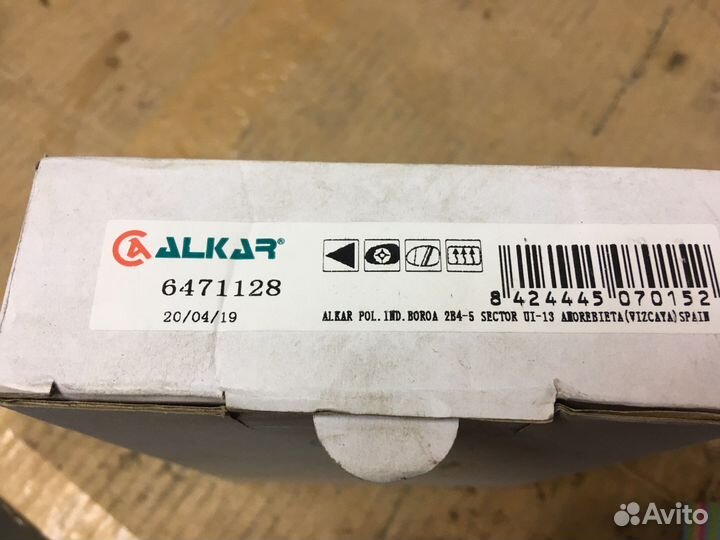 ALKAR®
6471128
20/04/19
8 424445 070152
ALKAR POL.IND.BOROA 2B4-5 SECTOR UI-13 AMOREBIETA(VIZCAYA)SPAIN
Avito